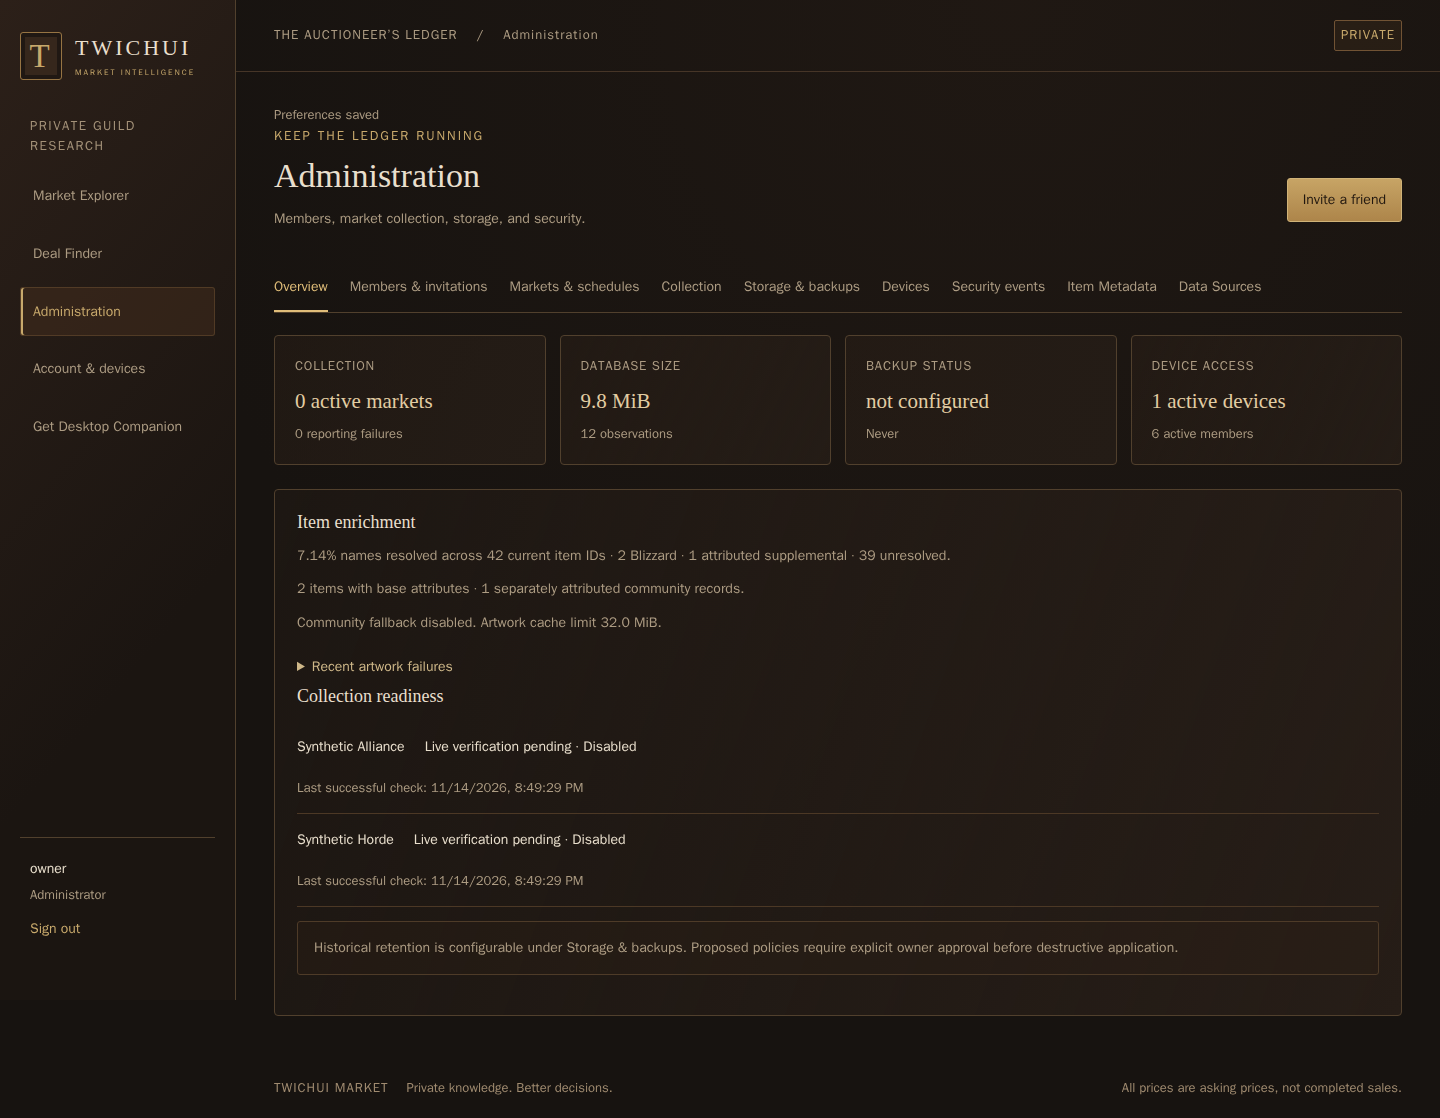 T
TWICHUI
MARKET INTELLIGENCE
PRIVATE GUILD
RESEARCH
Market Explorer
Deal Finder
Administration
Account & devices
Get Desktop Companion
owner
Administrator
Sign out
THE AUCTIONEER'S LEDGER / Administration
PRIVATE
Preferences saved
KEEP THE LEDGER RUNNING
Administration
Members, market collection, storage, and security.
Invite a friend
Overview Members & invitations Markets & schedules Collection Storage & backups Devices Security events Item Metadata Data Sources
COLLECTION
0 active markets
0 reporting failures
DATABASE SIZE
9.8 MiB
12 observations
BACKUP STATUS
not configured
Never
DEVICE ACCESS
1 active devices
6 active members
Item enrichment
7.14% names resolved across 42 current item IDs · 2 Blizzard · 1 attributed supplemental · 39 unresolved.
2 items with base attributes · 1 separately attributed community records.
Community fallback disabled. Artwork cache limit 32.0 MiB.
▶ Recent artwork failures
Collection readiness
Synthetic Alliance Live verification pending · Disabled
Last successful check: 11/14/2026, 8:49:29 PM
Synthetic Horde Live verification pending · Disabled
Last successful check: 11/14/2026, 8:49:29 PM
Historical retention is configurable under Storage & backups. Proposed policies require explicit owner approval before destructive application.
TWICHUI MARKET Private knowledge. Better decisions.
All prices are asking prices, not completed sales.